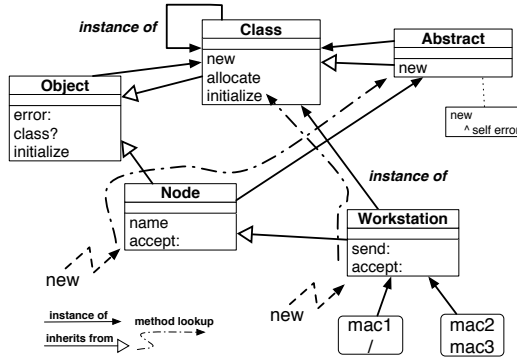 instance of
Class
new
allocate
initialize
Abstract
new
new
^ self error
Object
error:
class?
initialize
instance of
Node
name
accept:
new
Workstation
send:
accept:
new
mac1
/
mac2
mac3
instance of
method lookup
inherits from